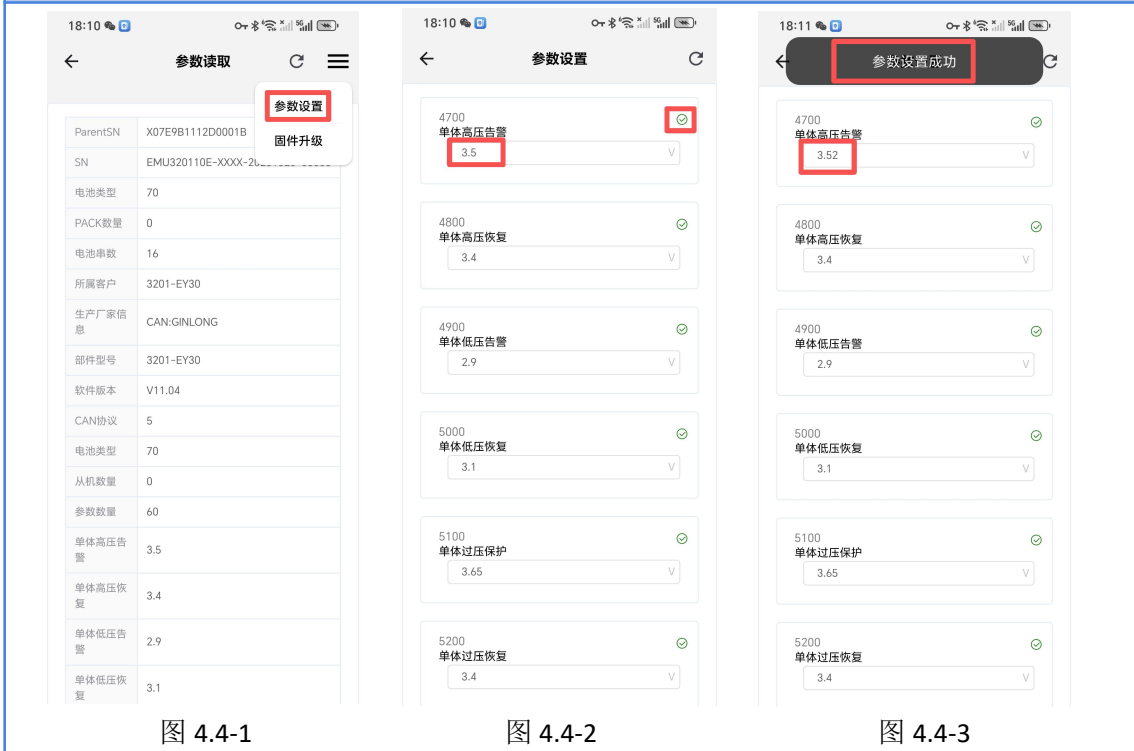 18:10
参数读取
参数设置
固件升级
ParentSN X07E9B1112D0001B
SN
电池类型 70
PACK数量 0
电池串数 16
所属客户 3201-EY30
生产厂家信
息
CAN:GINLONG
部件型号 3201-EY30
软件版本 V11.04
CAN协议 5
电池类型 70
从机数量 0
参数数量 60
单体高压告
警
3.5
单体高压恢
复
3.4
单体低压告
警
2.9
单体低压恢
复
3.1
图 4.4-1
18:10
参数设置
4700
单体高压告警
3.5 V
4800
单体高压恢复
3.4 V
4900
单体低压告警
2.9 V
5000
单体低压恢复
3.1 V
5100
单体过压保护
3.65 V
5200
单体过压恢复
3.4 V
图 4.4-2
18:11
参数设置成功
4700
单体高压告警
3.52 V
4800
单体高压恢复
3.4 V
4900
单体低压告警
2.9 V
5000
单体低压恢复
3.1 V
5100
单体过压保护
3.65 V
5200
单体过压恢复
3.4 V
图 4.4-3